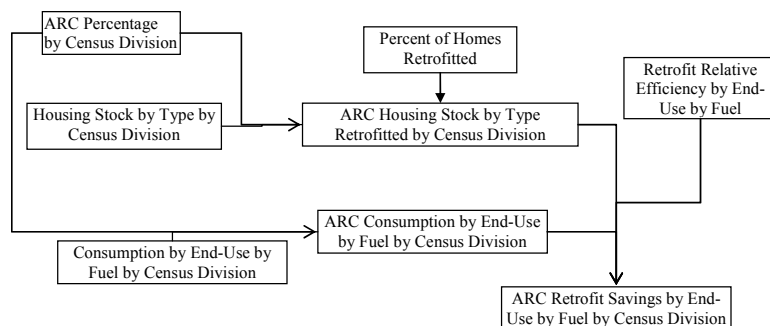 ARC Percentage
by Census Division
Percent of Homes
Retrofitted
Retrofit Relative
Efficiency by End-
Use by Fuel
Housing Stock by Type by
Census Division
ARC Housing Stock by Type
Retrofitted by Census Division
ARC Consumption by End-Use
by Fuel by Census Division
Consumption by End-Use by
Fuel by Census Division
ARC Retrofit Savings by End-
Use by Fuel by Census Division